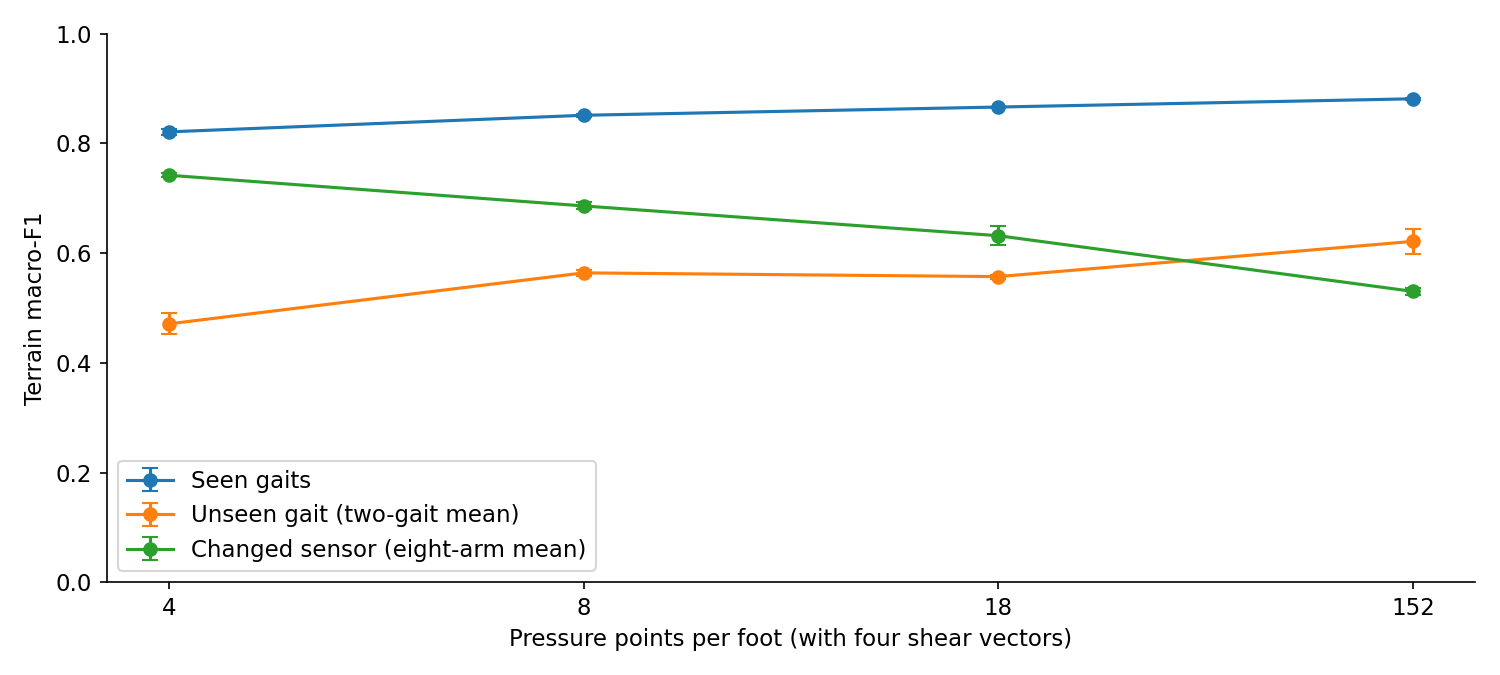 1.0
0.8
0.6
0.4
0.2
0.0
Terrain macro-F1
Seen gaits
Unseen gait (two-gait mean)
Changed sensor (eight-arm mean)
4 8 18 152
Pressure points per foot (with four shear vectors)